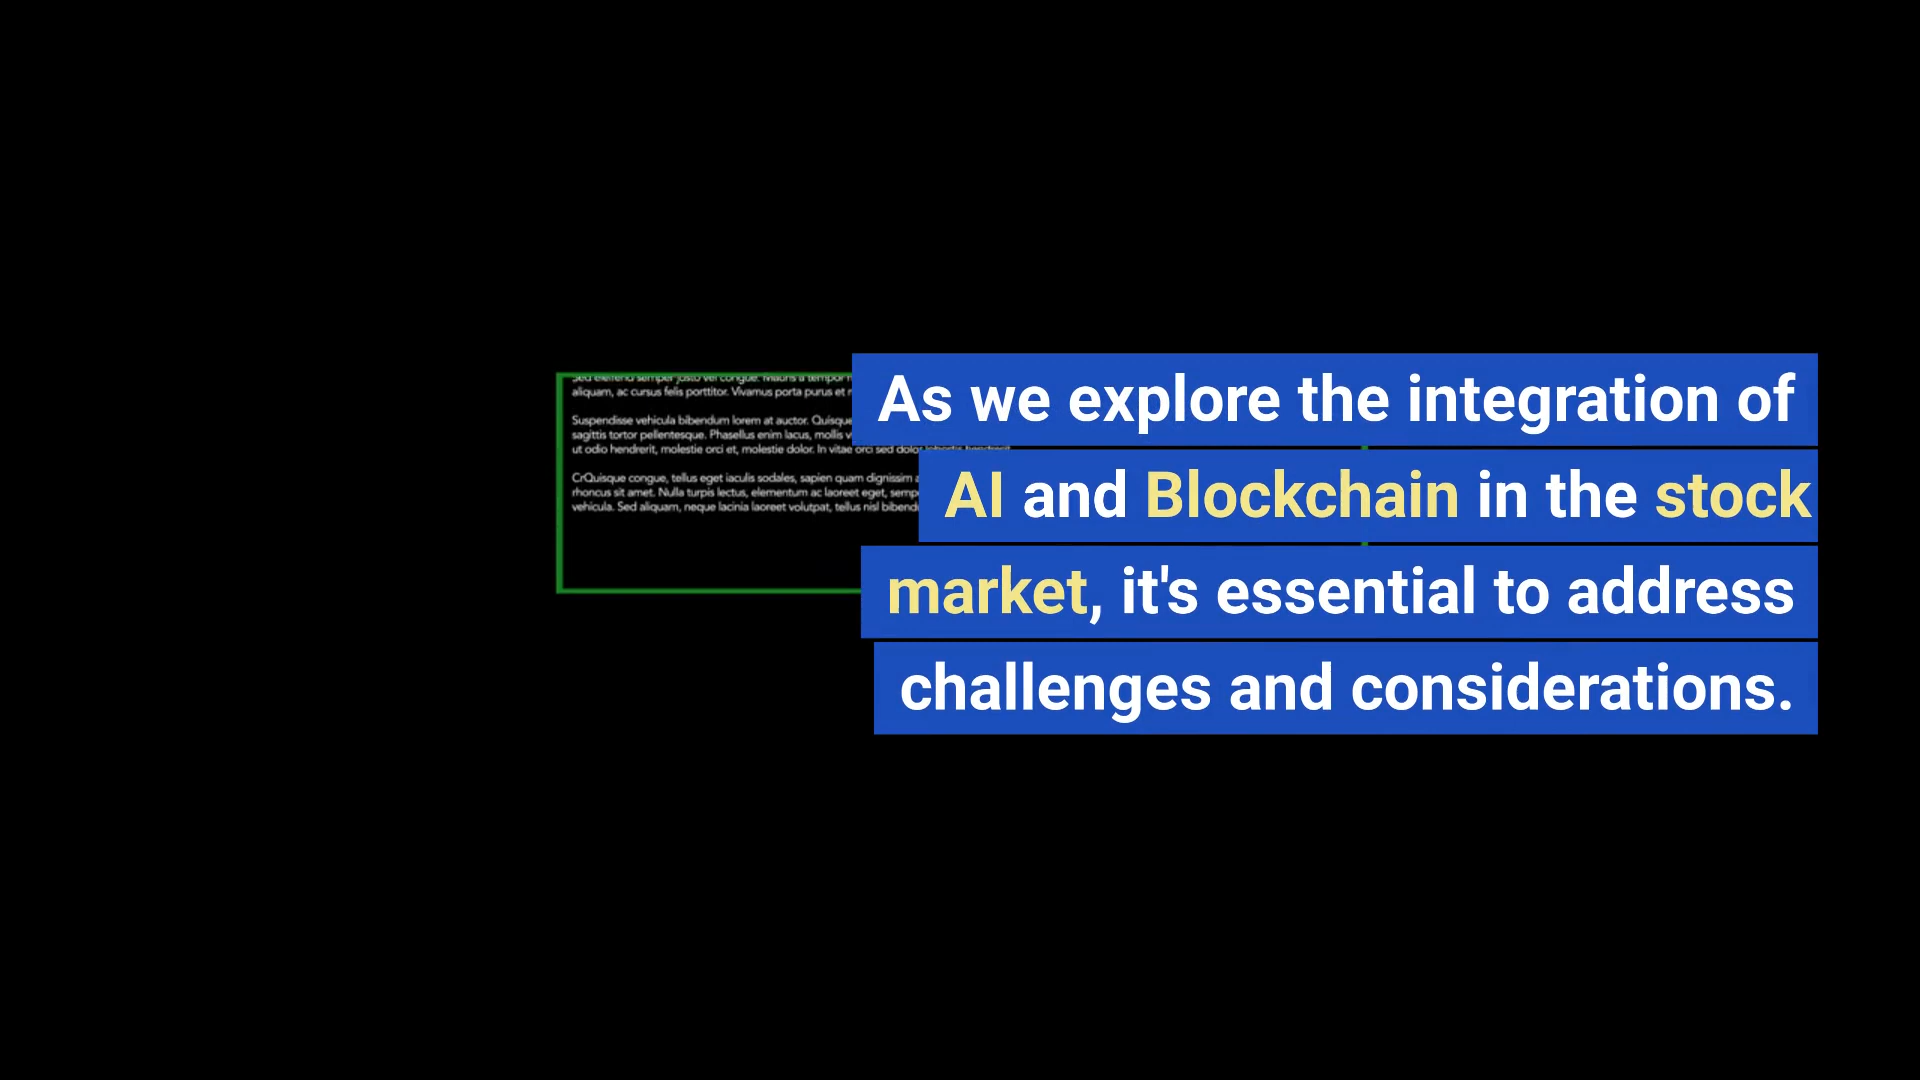 aliquam, ac cursus felis porttitor. Vivamus porta purus et
Suspendisse vehicula bibendum lorem at auctor. Quisque
sagittis tortor pellentesque. Phasellus enim lacus, mollis
ut odio hendrerit, molestie orci et, molestie dolor. In vitae orci sed dolor lobortis hendrerit
CrQuisque congue, tellus eget iaculis sodales, sapien quam dignissim
rhoncus sit amet. Nulla turpis lectus, elementum ac laoreet eget,
vehicula. Sed aliquam, neque lacinia laoreet volutpat, tellus nisl
As we explore the integration of
AI and Blockchain in the stock
market, it's essential to address
challenges and considerations.